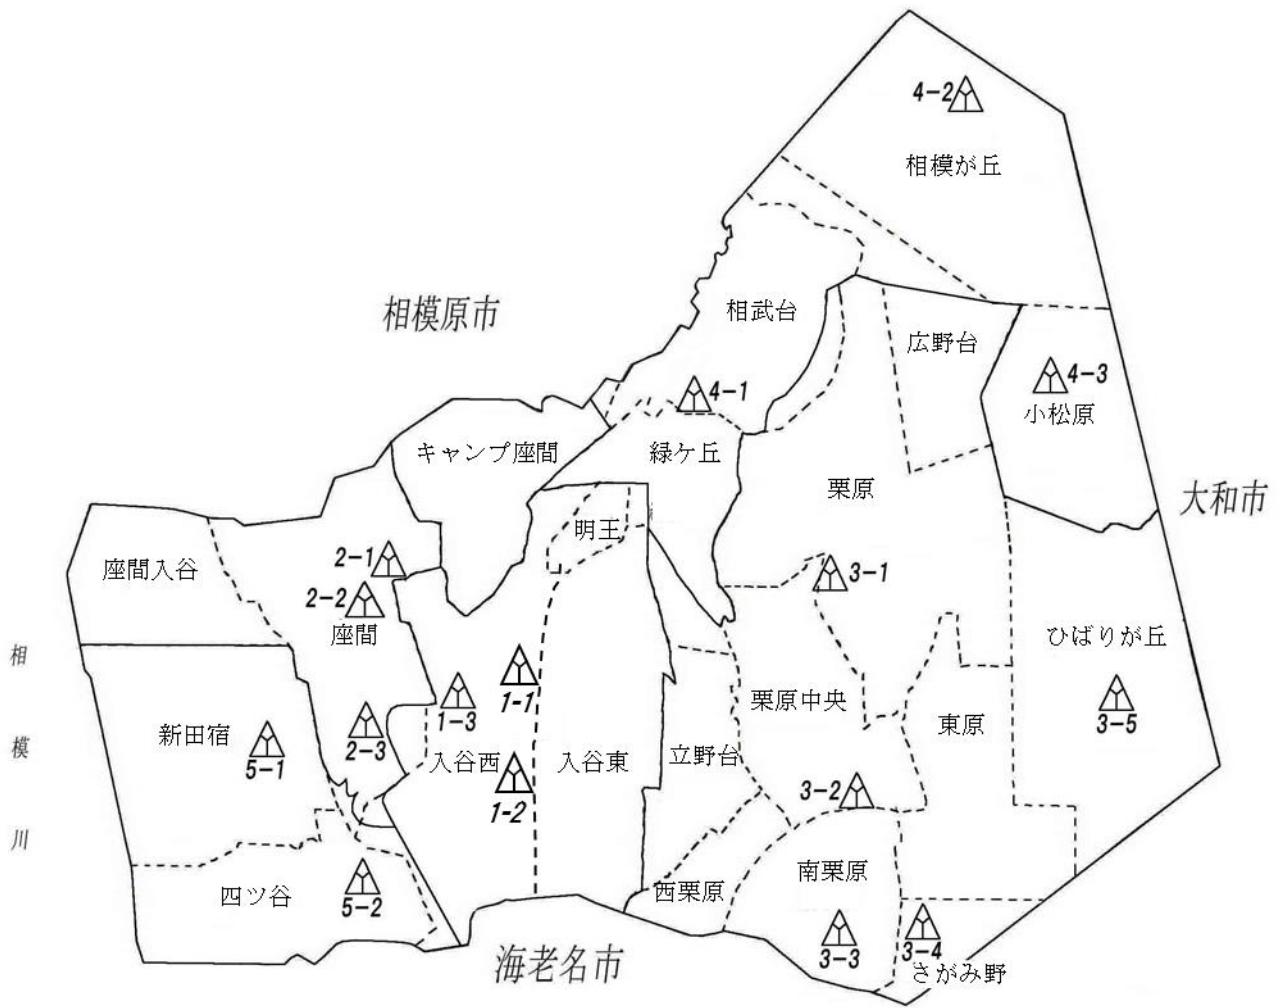 4-2
相模が丘
相模原市
相武台
広野台
4-1
4-3
小松原
キャンプ座間
緑ケ丘
栗原
大和市
明王
2-1
座間入谷
3-1
2-2
座間
ひばりが丘
相模川
1-1
1-3
栗原中央
3-5
新田宿
東原
2-3
入谷西
入谷東
立野台
5-1
3-2
1-2
南栗原
四ツ谷
西栗原
5-2
3-3
3-4
海老名市
さがみ野